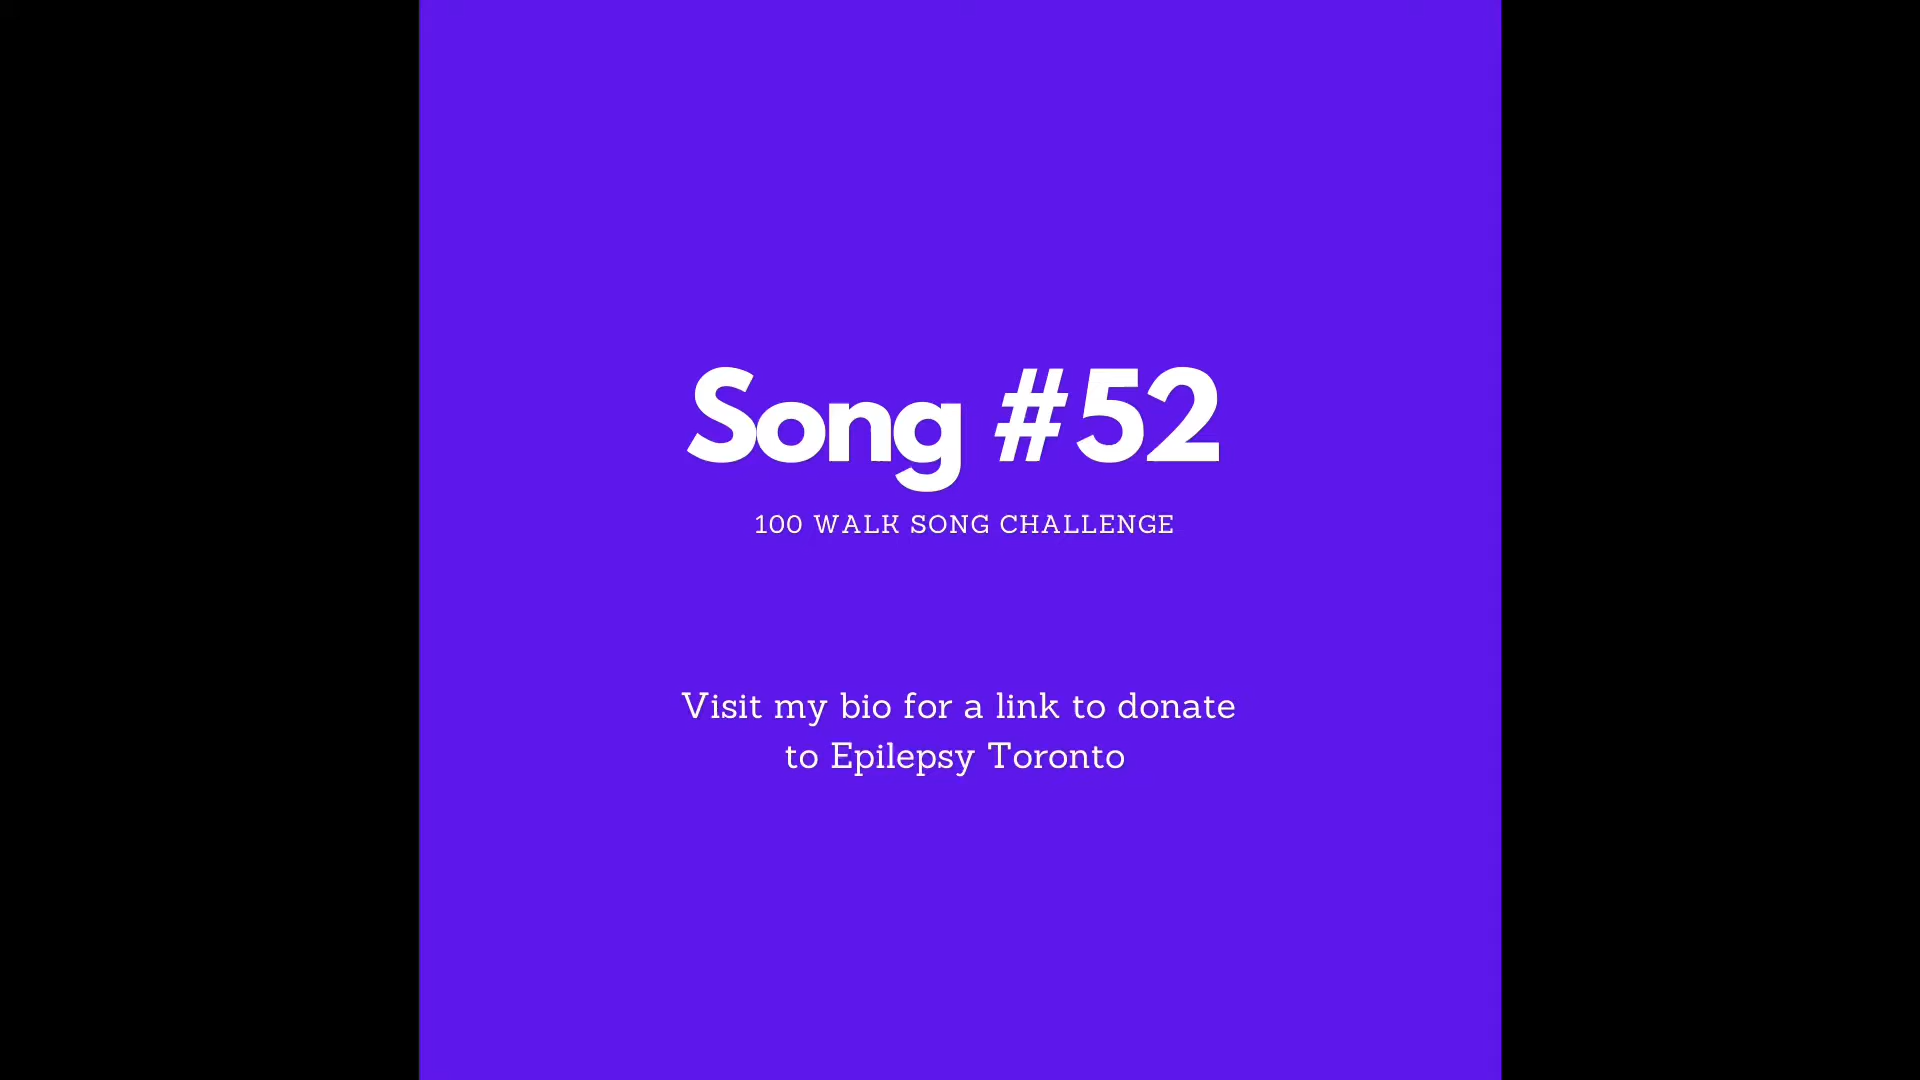 Song #52
100 WALK SONG CHALLENGE
Visit my bio for a link to donate
to Epilepsy Toronto